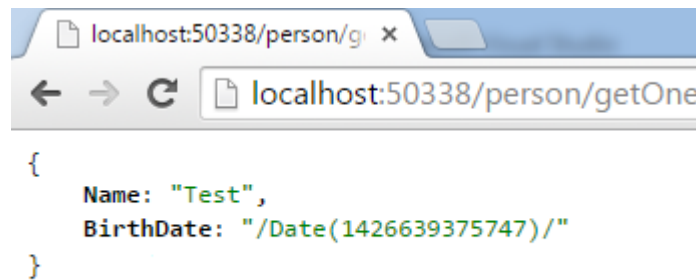 localhost:50338/person/g
localhost:50338/person/getOne
{
Name: "Test",
BirthDate: "/Date(1426639375747)/"
}